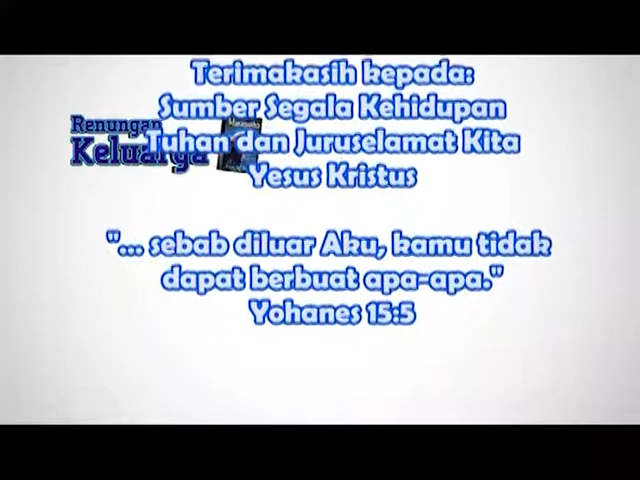 Terimakasih kepada:
Sumber Segala Kehidupan
Tuhan dan Juruselamat Kita
Yesus Kristus
Renungan
Keluarga
"... sebab diluar Aku, kamu tidak
dapat berbuat apa-apa."
Yohanes 15:5